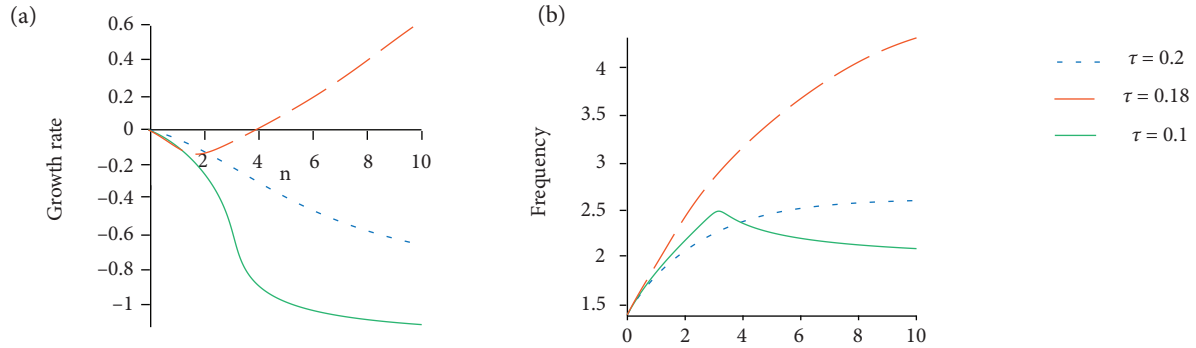 (a)
0.6
0.4
0.2
0
–0.2
–0.4
–0.6
–0.8
–1
Growth rate
2 4 6 8 10
n
(b)
4
3.5
3
2.5
2
1.5
Frequency
0 2 4 6 8 10
τ = 0.2
τ = 0.18
τ = 0.1